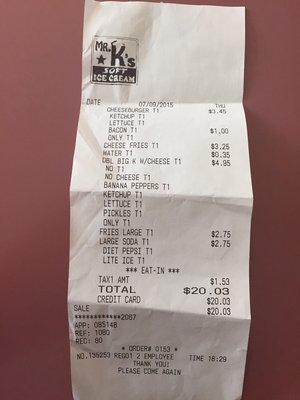 MR. K's
SOFT
ICE CREAM
DATE 07/09/2015 THU
CHEESEBURGER T1 $3.45
KETCHUP T1
LETTUCE T1
BACON T1 $1.00
ONLY T1
CHEESE FRIES T1 $3.25
WATER T1 $0.35
DBL BIG K W/CHEESE T1 $4.95
NO T1
NO CHEESE T1
BANANA PEPPERS T1
KETCHUP T1
LETTUCE T1
PICKLES T1
ONLY T1
FRIES LARGE T1 $2.75
LARGE SODA T1 $2.75
DIET PEPSI T1
LITE ICE T1
*** EAT-IN ***
TAX1 AMT $1.53
TOTAL $20.03
CREDIT CARD $20.03
SALE $20.03
************2067
APP: 08514B
REF: 1080
REC: 80
* ORDER# 0153 *
NO.135253 REG01 2 EMPLOYEE TIME 18:29
THANK YOU!
PLEASE COME AGAIN